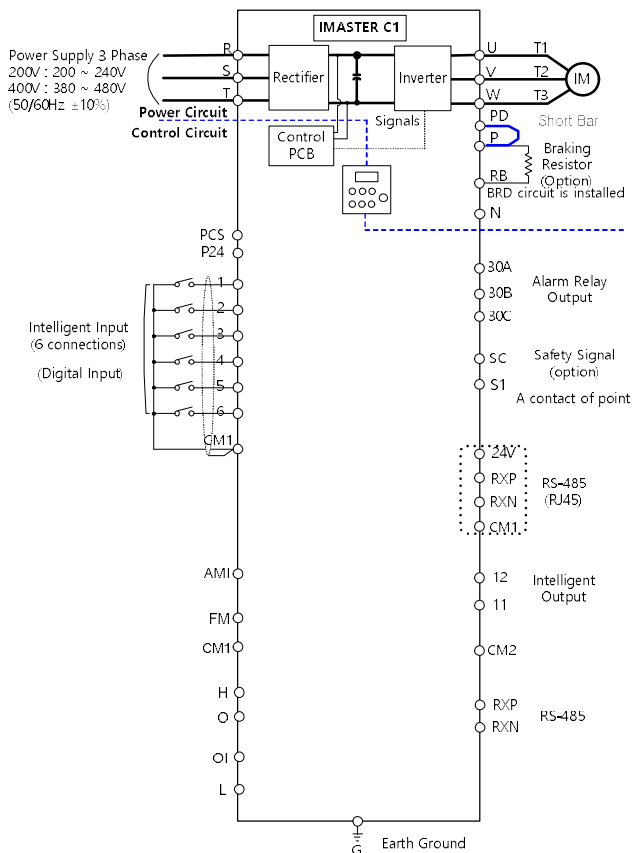 IMASTER C1
Power Supply 3 Phase
200V : 200 ~ 240V
400V : 380 ~ 480V
(50/60Hz ±10%)
R
S
T
Rectifier
Inverter
U
V
W
T1
T2
T3
IM
Power Circuit
Control Circuit
Signals
Control
PCB
PD
P
Short Bar
Braking
Resistor
(Option)
RB
BRD circuit is installed
N
PCS
P24
1
2
3
4
5
6
CM1
Intelligent Input
(6 connections)
(Digital Input)
30A
30B
30C
Alarm Relay
Output
SC
S1
Safety Signal
(option)
A contact of point
24V
RXP
RXN
CM1
RS-485
(RJ45)
AMI
FM
CM1
12
11
Intelligent
Output
CM2
H
O
OI
L
RXP
RXN
RS-485
G
Earth Ground